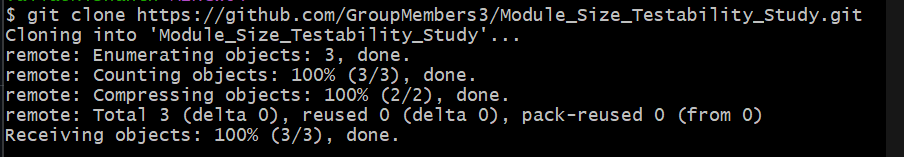 $ git clone https://github.com/GroupMembers3/Module_Size_Testability_Study.git
Cloning into 'Module_Size_Testability_Study'...
remote: Enumerating objects: 3, done.
remote: Counting objects: 100% (3/3), done.
remote: Compressing objects: 100% (2/2), done.
remote: Total 3 (delta 0), reused 0 (delta 0), pack-reused 0 (from 0)
Receiving objects: 100% (3/3), done.